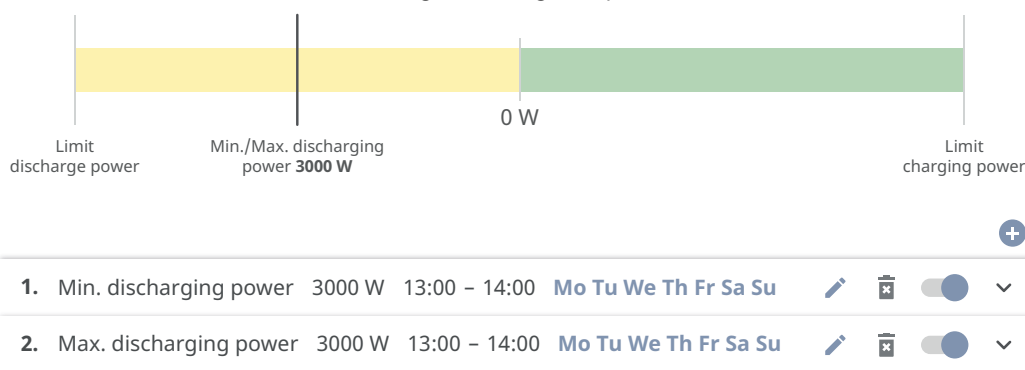 0 W
Limit
discharge power
Min./Max. discharging
power 3000 W
Limit
charging power
1. Min. discharging power 3000 W 13:00 – 14:00 Mo Tu We Th Fr Sa Su
2. Max. discharging power 3000 W 13:00 – 14:00 Mo Tu We Th Fr Sa Su